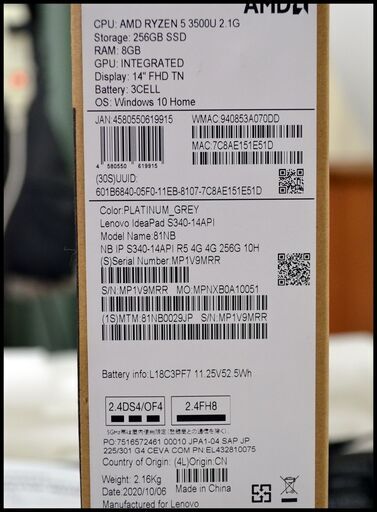 AMD
CPU: AMD RYZEN 5 3500U 2.1G
Storage: 256GB SSD
RAM: 8GB
GPU: INTEGRATED
Display: 14" FHD TN
Battery: 3CELL
OS: Windows 10 Home
JAN:4580550619915
WMAC:940853A070DD
MAC:7C8AE151E51D
4 580550 619915
(30S)UUID:
601B6840-05F0-11EB-8107-7C8AE151E51D
Color:PLATINUM_GREY
Lenovo IdeaPad S340-14API
Model Name:81NB
NB IP S340-14API R5 4G 4G 256G 10H
(S)Serial Number:MP1V9MRR
S/N:MP1V9MRR MO:MPNXB0A10051
(1S)MTM:81NB0029JP S/N:MP1V9MRR
Battery info:L18C3PF7 11.25V52.5Wh
2.4DS4/OF4 2.4FH8
PO:7516572461 00010 JPA1-04 SAP JP
225/301 G4 CEVA COM PN:EL432810075
Country of Origin: (4L)Origin:CN
Weight: 2.16Kg
Date: 2020/10/06 Made in China
Manufactured for Lenovo